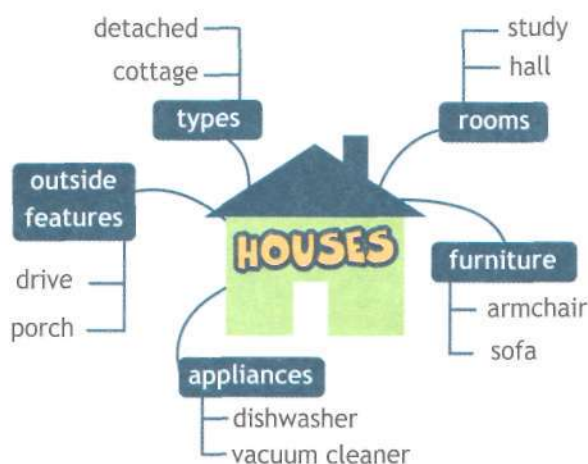 detached
cottage
types
study
hall
rooms
outside
features
drive
porch
HOUSES
furniture
armchair
sofa
appliances
dishwasher
vacuum cleaner